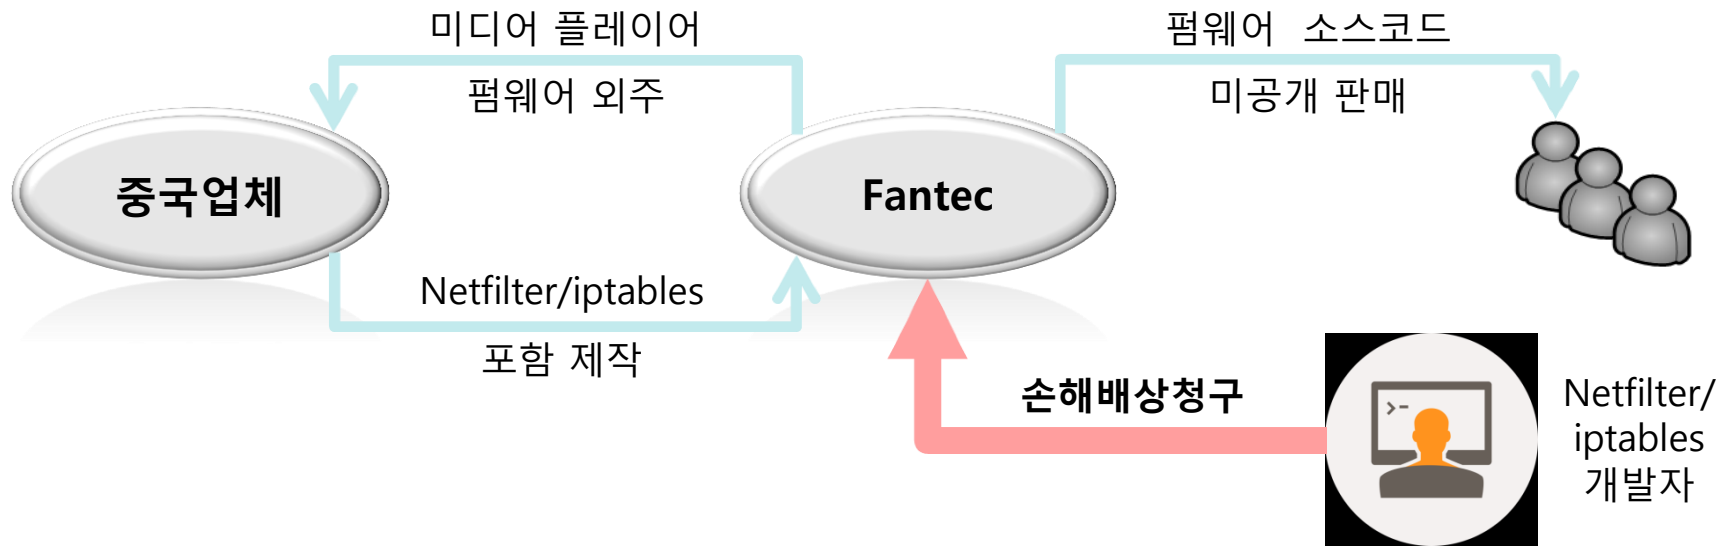 미디어 플레이어
펌웨어 외주
펌웨어 소스코드
미공개 판매
중국업체
Fantec
Netfilter/iptables
포함 제작
손해배상청구
>-
Netfilter/
iptables
개발자